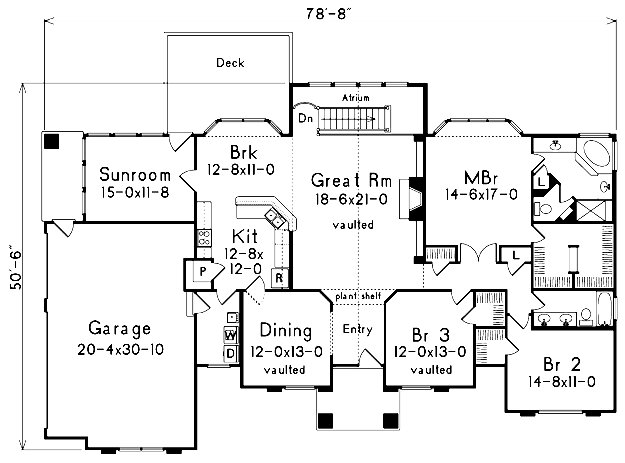 78'-8"
Deck
Atrium
Dn
Sunroom
15-0x11-8
Brk
12-8x11-0
Great Rm
18-6x21-0
vaulted
MBr
14-6x17-0
L
50'-6"
Kit
12-8x
12-0
P
R
L
plant shelf
Garage
20-4x30-10
W
D
Dining
12-0x13-0
vaulted
Entry
Br 3
12-0x13-0
vaulted
Br 2
14-8x11-0